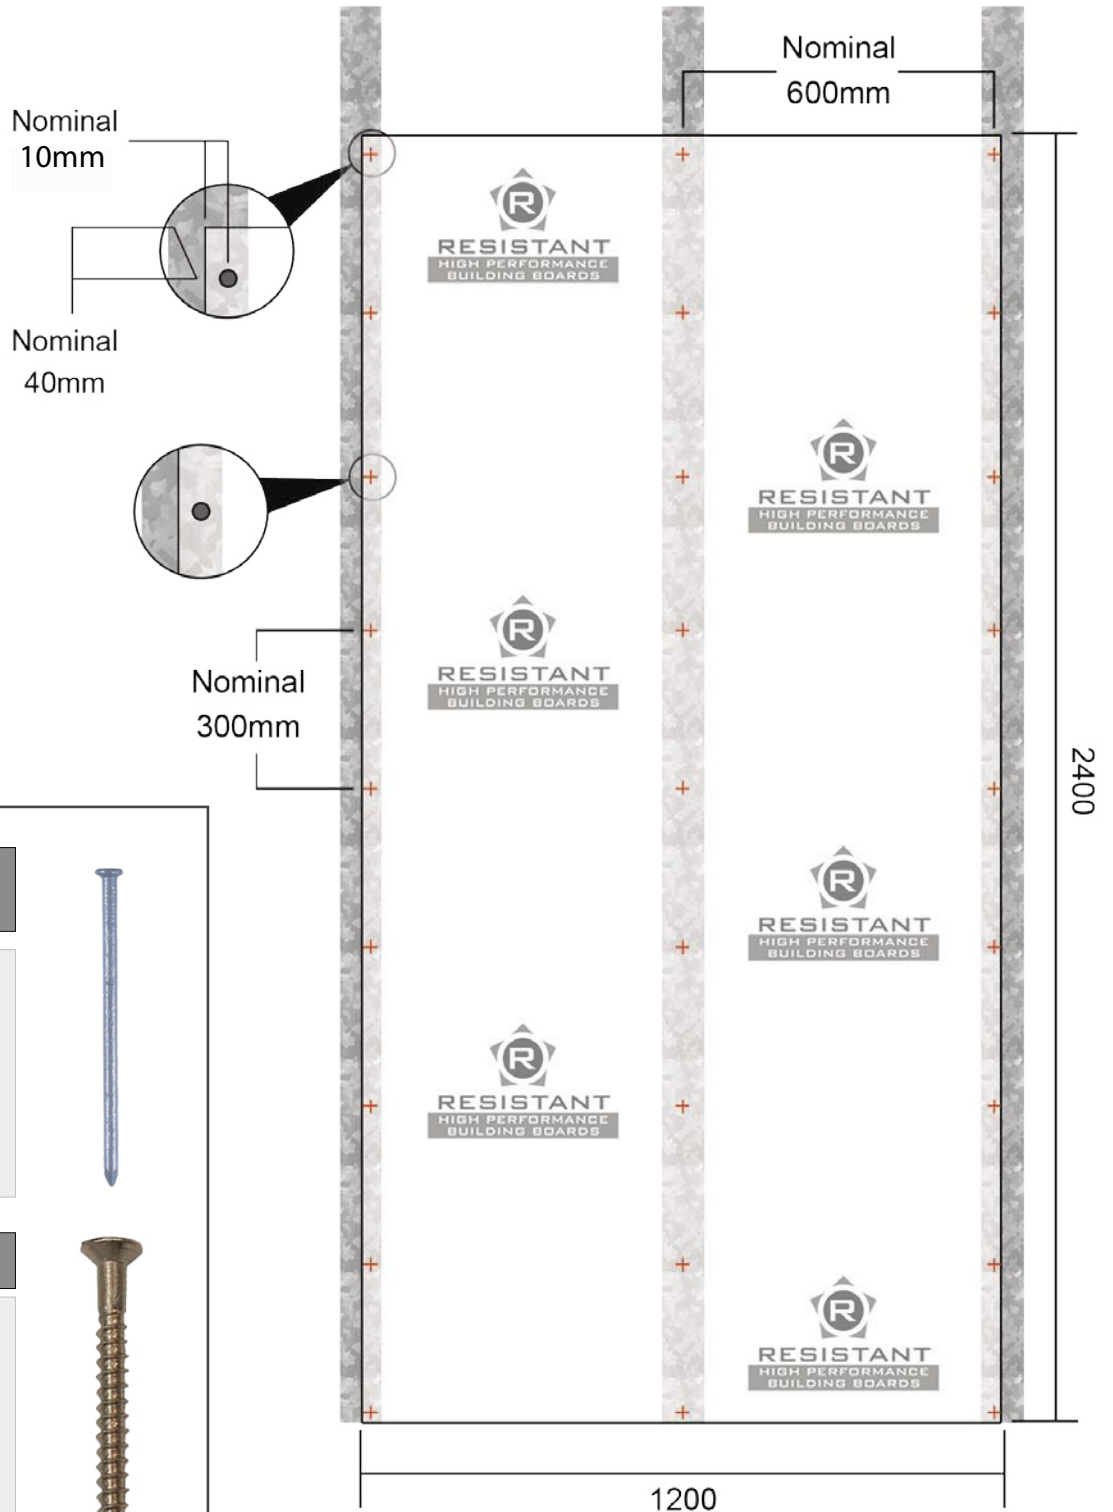 Nominal
600mm
Nominal
10mm
Nominal
40mm
R
RESISTANT
HIGH PERFORMANCE
BUILDING BOARDS
R
RESISTANT
HIGH PERFORMANCE
BUILDING BOARDS
R
RESISTANT
HIGH PERFORMANCE
BUILDING BOARDS
Nominal
300mm
2400
R
RESISTANT
HIGH PERFORMANCE
BUILDING BOARDS
R
RESISTANT
HIGH PERFORMANCE
BUILDING BOARDS
R
RESISTANT
HIGH PERFORMANCE
BUILDING BOARDS
1200